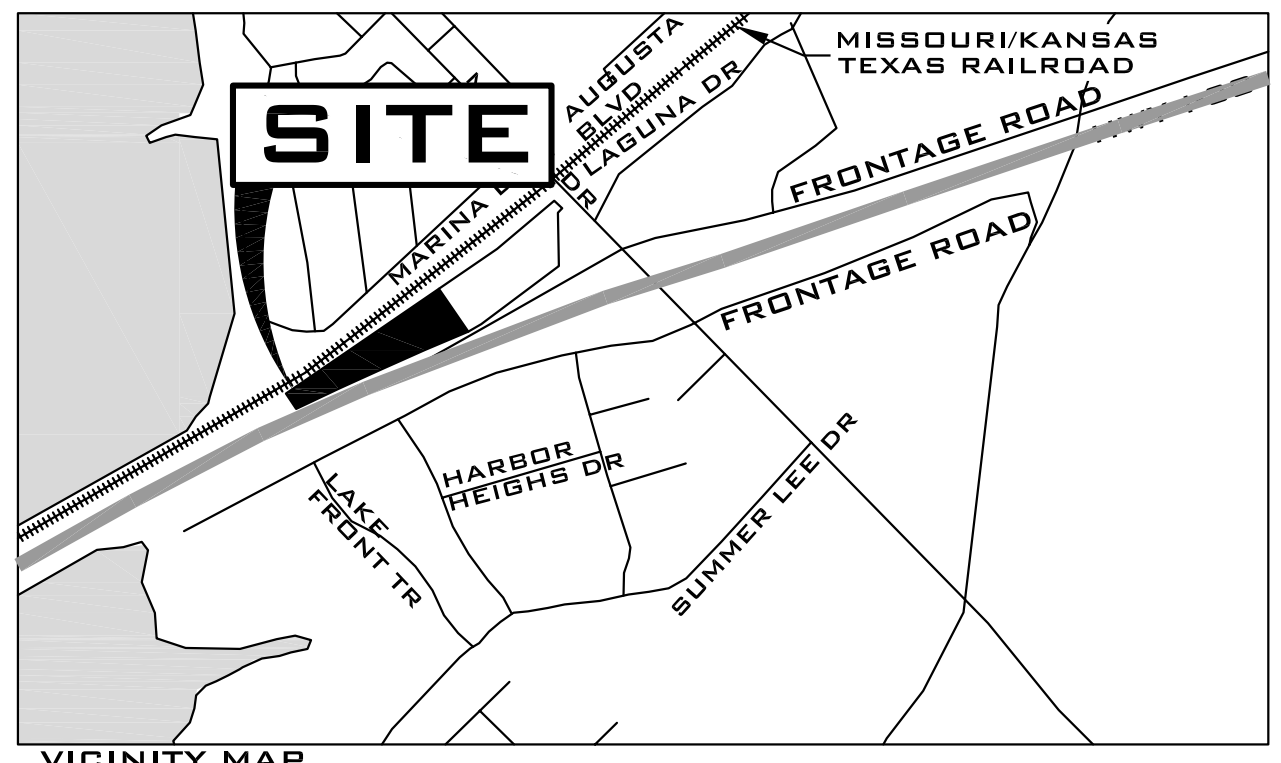 MISSOURI/KANSAS
TEXAS RAILROAD
SITE
AUGUSTA
BLVD
LAGUNA DR
DR
MARINA
FRONTAGE ROAD
FRONTAGE ROAD
HARBOR
HEIGHS DR
LAKE
FRONT TR
SUMMER LEE DR
VICINITY MAP